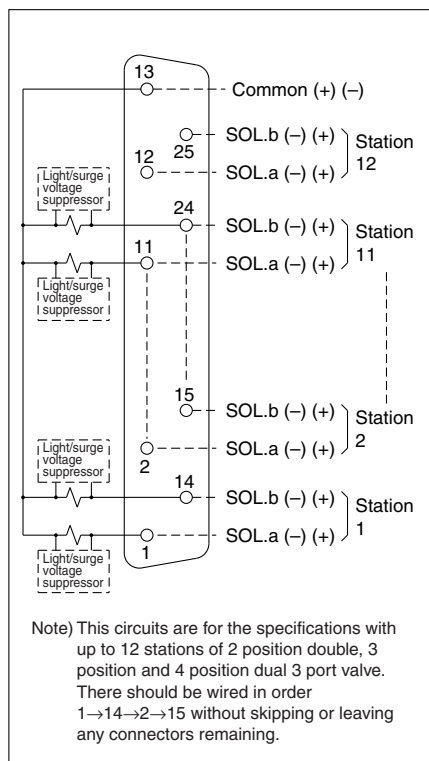 13
Common (+) (–)
25
SOL.b (–) (+)
Station
12
12
SOL.a (–) (+)
Light/surge
voltage
suppressor
24
SOL.b (–) (+)
Station
11
11
SOL.a (–) (+)
Light/surge
voltage
suppressor
15
SOL.b (–) (+)
Station
2
2
SOL.a (–) (+)
Light/surge
voltage
suppressor
14
SOL.b (–) (+)
Station
1
1
SOL.a (–) (+)
Light/surge
voltage
suppressor
Note) This circuits are for the specifications with
up to 12 stations of 2 position double, 3
position and 4 position dual 3 port valve.
There should be wired in order
1→14→2→15 without skipping or leaving
any connectors remaining.